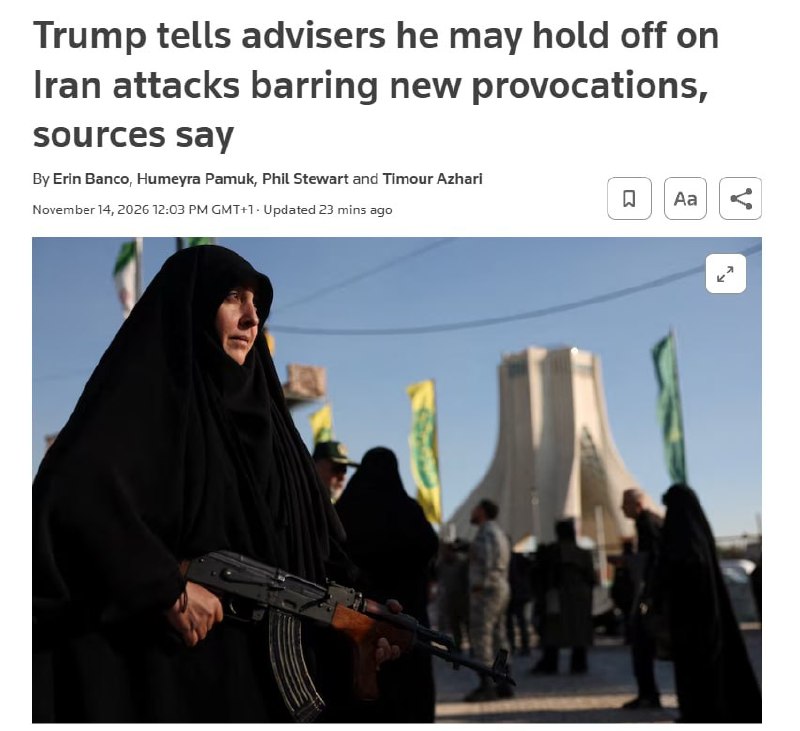 Trump tells advisers he may hold off on
Iran attacks barring new provocations,
sources say
By Erin Banco, Humeyra Pamuk, Phil Stewart and Timour Azhari
November 14, 2026 12:03 PM GMT+1 · Updated 23 mins ago
Aa